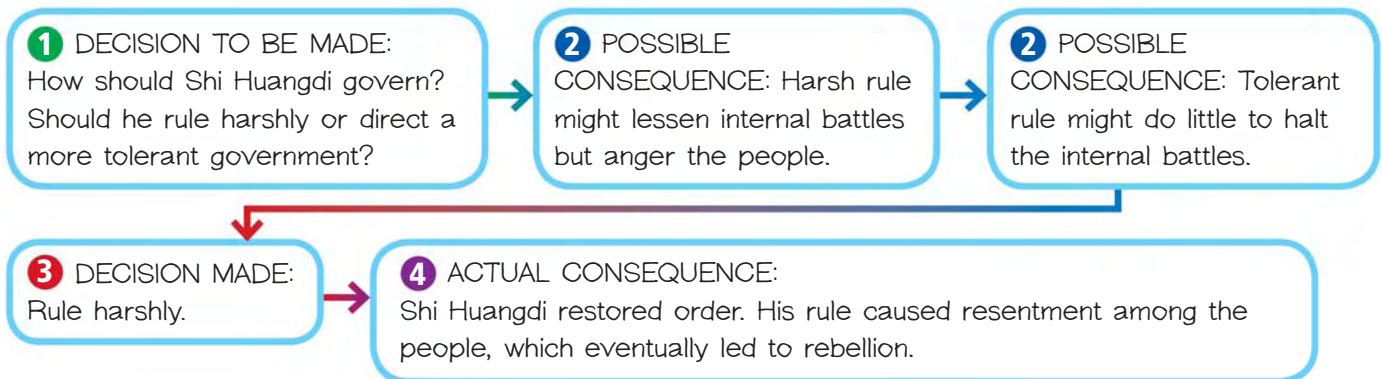 1 DECISION TO BE MADE:
How should Shi Huangdi govern?
Should he rule harshly or direct a
more tolerant government?
2 POSSIBLE
CONSEQUENCE: Harsh rule
might lessen internal battles
but anger the people.
2 POSSIBLE
CONSEQUENCE: Tolerant
rule might do little to halt
the internal battles.
3 DECISION MADE:
Rule harshly.
4 ACTUAL CONSEQUENCE:
Shi Huangdi restored order. His rule caused resentment among the
people, which eventually led to rebellion.